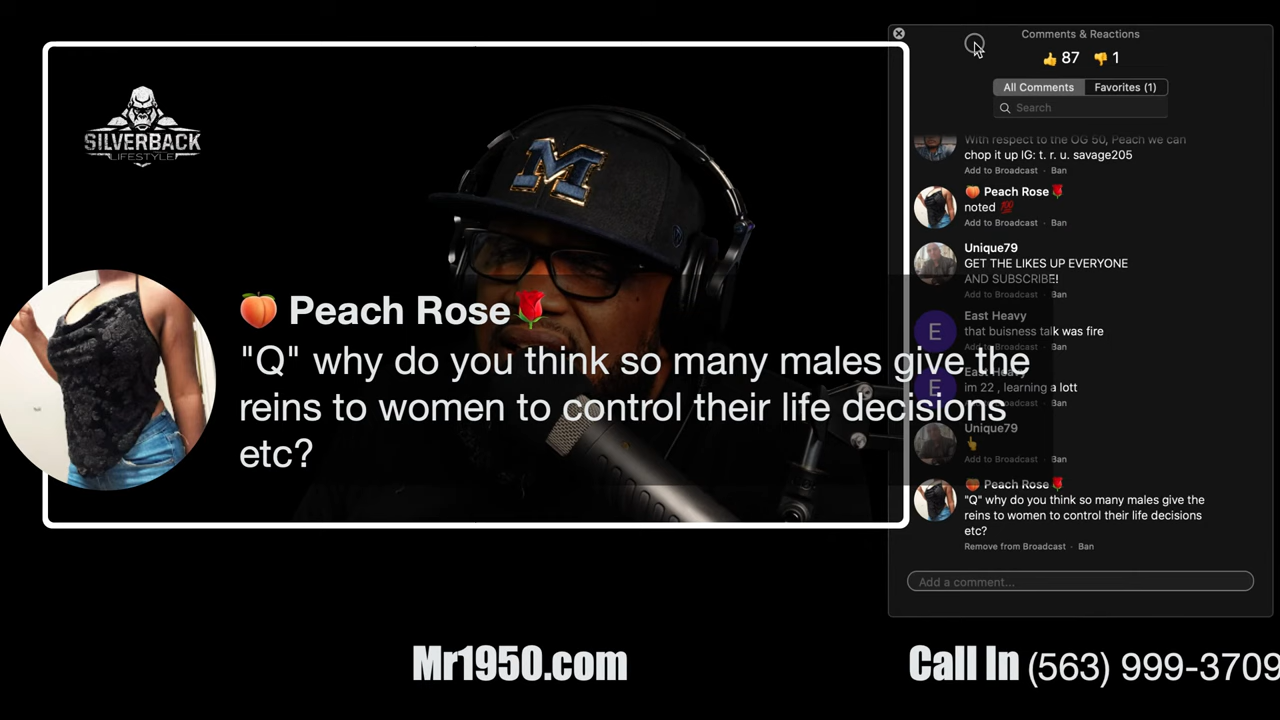 SILVERBACK
LIFESTYLE
M
🍑 Peach Rose🌹
"Q" why do you think so many males give the
reins to women to control their life decisions
etc?
Comments & Reactions
👍 87 👎 1
All Comments Favorites (1)
Search
With respect to the OG 50, Peach we can
chop it up IG: t. r. u. savage205
Add to Broadcast · Ban
🍑 Peach Rose🌹
noted 💯
Add to Broadcast · Ban
Unique79
GET THE LIKES UP EVERYONE
AND SUBSCRIBE!
Add to Broadcast · Ban
E
East Heavy
that buisness talk was fire
Add to Broadcast · Ban
E
East Heavy
im 22 , learning a lott
Add to Broadcast · Ban
Unique79
👆
Add to Broadcast · Ban
🍑 Peach Rose🌹
"Q" why do you think so many males give the
reins to women to control their life decisions
etc?
Remove from Broadcast · Ban
Add a comment...
Mr1950.com
Call In (563) 999-3709